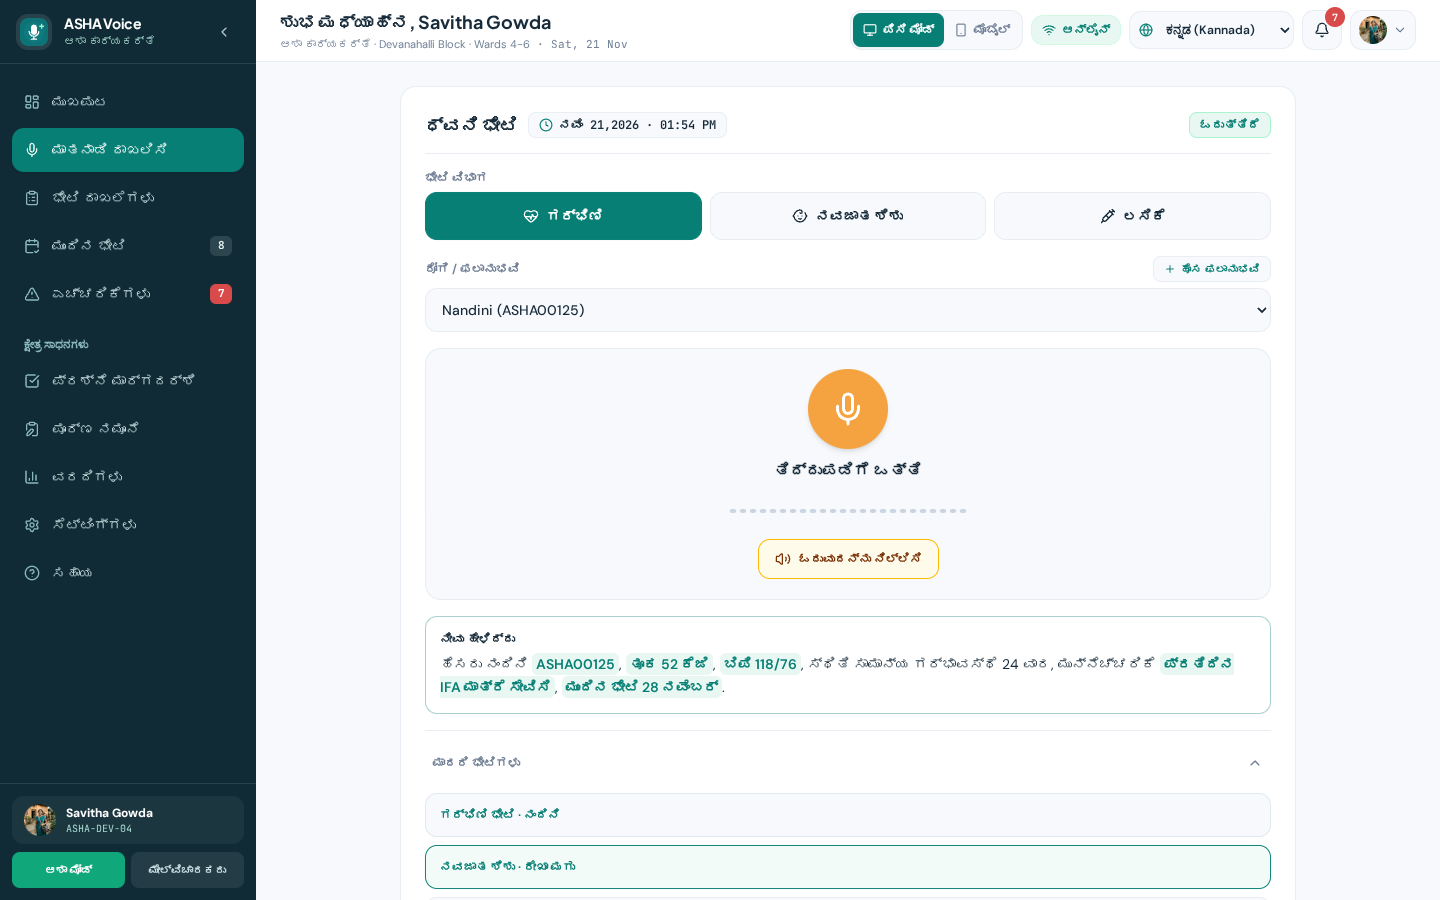 ASHA Voice
ಆಶಾ ಕಾರ್ಯಕರ್ತೆ
ಮುಖಪುಟ
ಮಾತನಾಡಿ ದಾಖಲಿಸಿ
ಭೇಟಿ ದಾಖಲೆಗಳು
ಮುಂದಿನ ಭೇಟಿ 8
ಎಚ್ಚರಿಕೆಗಳು 7
ಕ್ಷೇತ್ರ ಸಾಧನಗಳು
ಪ್ರಶ್ನೆ ಮಾರ್ಗದರ್ಶಿ
ಪೂರ್ಣ ನಮೂನೆ
ವರದಿಗಳು
ಸೆಟ್ಟಿಂಗ್‌ಗಳು
ಸಹಾಯ
Savitha Gowda
ASHA-DEV-04
ಆಶಾ ಮೋಡ್ ಮೇಲ್ವಿಚಾರಕರು
ಶುಭ ಮಧ್ಯಾಹ್ನ, Savitha Gowda
ಆಶಾ ಕಾರ್ಯಕರ್ತೆ · Devanahalli Block · Wards 4-6 · Sat, 21 Nov
ಪಿಸಿ ಮೋಡ್ ಮೊಬೈಲ್ ಆನ್‌ಲೈನ್ ಕನ್ನಡ (Kannada) 7
ಧ್ವನಿ ಭೇಟಿ ನವೆಂ 21,2026 · 01:54 PM ಓದುತ್ತಿದೆ
ಭೇಟಿ ವಿಭಾಗ
ಗರ್ಭಿಣಿ ನವಜಾತ ಶಿಶು ಲಸಿಕೆ
ರೋಗಿ / ಫಲಾನುಭವಿ + ಹೊಸ ಫಲಾನುಭವಿ
Nandini (ASHA00125)
ತಿದ್ದುಪಡಿಗೆ ಒತ್ತಿ
ಓದುವುದನ್ನು ನಿಲ್ಲಿಸಿ
ನೀವು ಹೇಳಿದ್ದು
ಹೆಸರು ನಂದಿನಿ ASHA00125, ತೂಕ 52 ಕೆಜಿ, ಬಿಪಿ 118/76, ಸ್ಥಿತಿ ಸಾಮಾನ್ಯ ಗರ್ಭಾವಸ್ಥೆ 24 ವಾರ, ಮುನ್ನೆಚ್ಚರಿಕೆ ಪ್ರತಿದಿನ
IFA ಮಾತ್ರೆ ಸೇವಿಸಿ, ಮುಂದಿನ ಭೇಟಿ 28 ನವೆಂಬರ್.
ಮಾದರಿ ಭೇಟಿಗಳು
ಗರ್ಭಿಣಿ ಭೇಟಿ · ನಂದಿನಿ
ನವಜಾತ ಶಿಶು · ರೇಖಾ ಮಗು